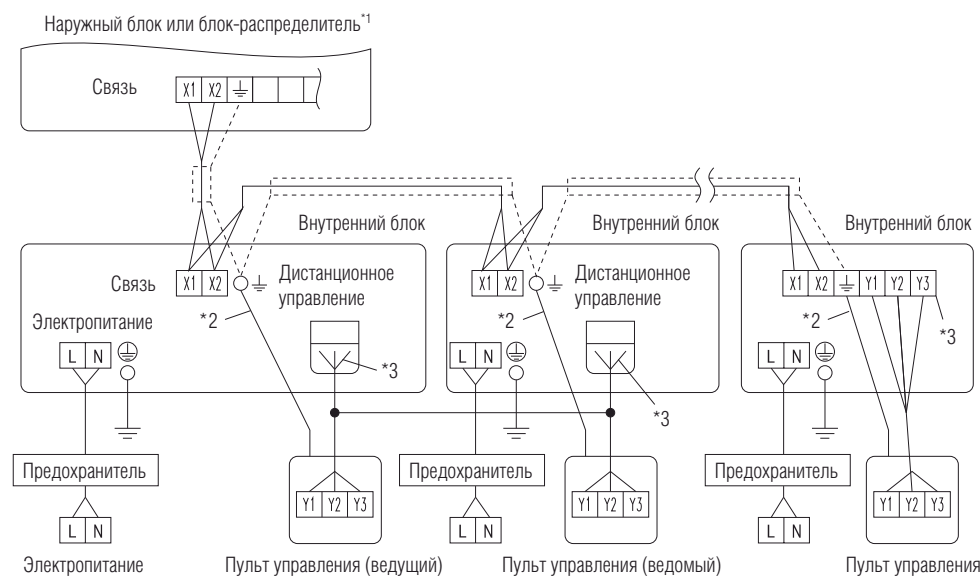 Наружный блок или блок-распределитель*1
Связь
X1 X2
Внутренний блок
Внутренний блок
Внутренний блок
Связь
X1 X2
Дистанционное
управление
*2
Электропитание
L N
*3
X1 X2
Дистанционное
управление
*2
L N
*3
X1 X2 Y1 Y2 Y3
*2
*3
L N
Предохранитель
Предохранитель
Предохранитель
Y1 Y2 Y3
Y1 Y2 Y3
Y1 Y2 Y3
L N
L N
L N
Электропитание
Пульт управления (ведущий)
Пульт управления (ведомый)
Пульт управления